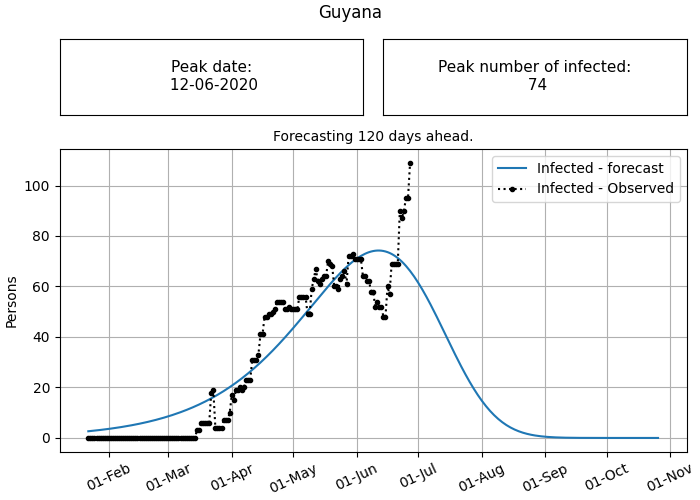 Guyana
Peak date:
12-06-2020
Peak number of infected:
74
Forecasting 120 days ahead.
Infected - forecast
Infected - Observed
Persons
100
80
60
40
20
0
01-Feb
01-Mar
01-Apr
01-May
01-Jun
01-Jul
01-Aug
01-Sep
01-Oct
01-Nov